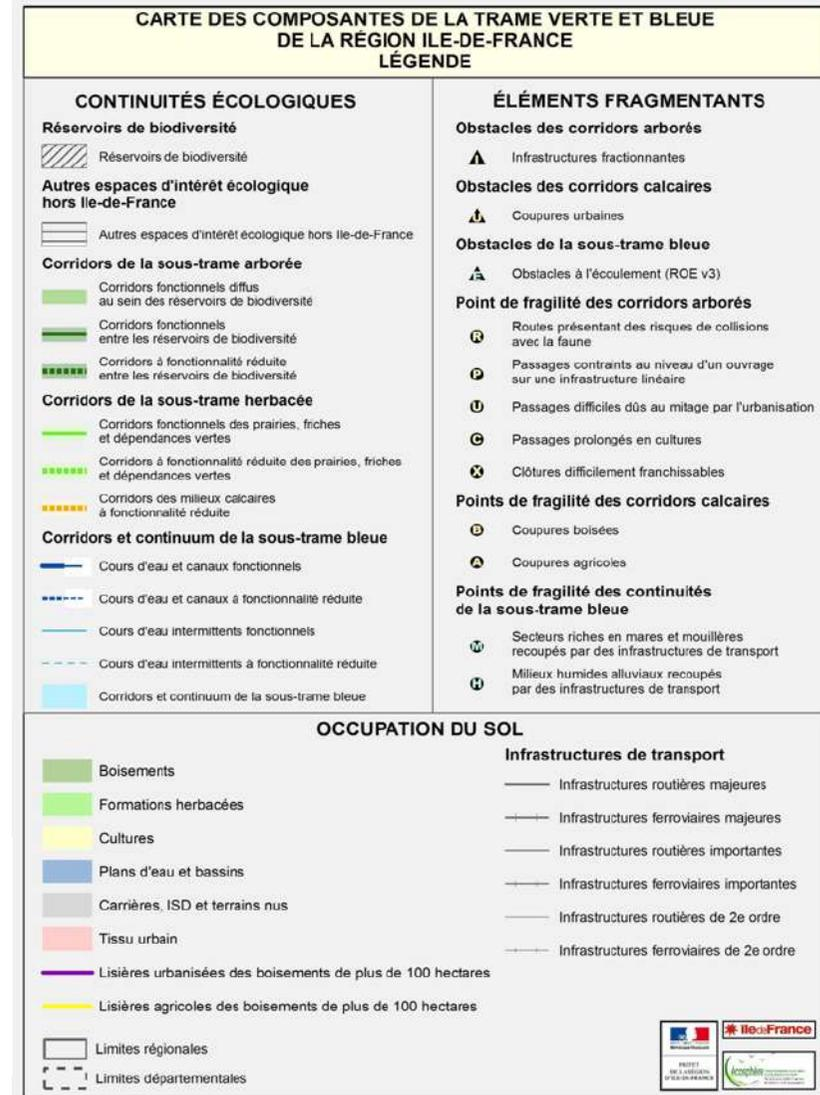 CARTE DES COMPOSANTES DE LA TRAME VERTE ET BLEUE
DE LA RÉGION ILE-DE-FRANCE
LÉGENDE
CONTINUITÉS ÉCOLOGIQUES
Réservoirs de biodiversité
Réservoirs de biodiversité
Autres espaces d'intérêt écologique
hors Ile-de-France
Autres espaces d'intérêt écologique hors Ile-de-France
Corridors de la sous-trame arborée
Corridors fonctionnels diffus
au sein des réservoirs de biodiversité
Corridors fonctionnels
entre les réservoirs de biodiversité
Corridors à fonctionnalité réduite
entre les réservoirs de biodiversité
Corridors de la sous-trame herbacée
Corridors fonctionnels des prairies, friches
et dépendances vertes
Corridors à fonctionnalité réduite des prairies, friches
et dépendances vertes
Corridors des milieux calcaires
à fonctionnalité réduite
Corridors et continuum de la sous-trame bleue
Cours d'eau et canaux fonctionnels
Cours d'eau et canaux à fonctionnalité réduite
Cours d'eau intermittents fonctionnels
Cours d'eau intermittents à fonctionnalité réduite
Corridors et continuum de la sous-trame bleue
ÉLÉMENTS FRAGMENTANTS
Obstacles des corridors arborés
Infrastructures fractionnantes
Obstacles des corridors calcaires
Coupures urbaines
Obstacles de la sous-trame bleue
Obstacles à l'écoulement (ROE v3)
Point de fragilité des corridors arborés
R Routes présentant des risques de collisions
avec la faune
P Passages contraints au niveau d'un ouvrage
sur une infrastructure linéaire
U Passages difficiles dûs au mitage par l'urbanisation
C Passages prolongés en cultures
X Clôtures difficilement franchissables
Points de fragilité des corridors calcaires
B Coupures boisées
A Coupures agricoles
Points de fragilité des continuités
de la sous-trame bleue
M Secteurs riches en mares et mouillères
recoupés par des infrastructures de transport
H Milieux humides alluviaux recoupés
par des infrastructures de transport
OCCUPATION DU SOL
Boisements
Formations herbacées
Cultures
Plans d'eau et bassins
Carrières, ISD et terrains nus
Tissu urbain
Lisières urbanisées des boisements de plus de 100 hectares
Lisières agricoles des boisements de plus de 100 hectares
Limites régionales
Limites départementales
Infrastructures de transport
Infrastructures routières majeures
Infrastructures ferroviaires majeures
Infrastructures routières importantes
Infrastructures ferroviaires importantes
Infrastructures routières de 2e ordre
Infrastructures ferroviaires de 2e ordre
PRÉFET
DE LA RÉGION
D'ILE-DE-FRANCE
îledeFrance
écosphère